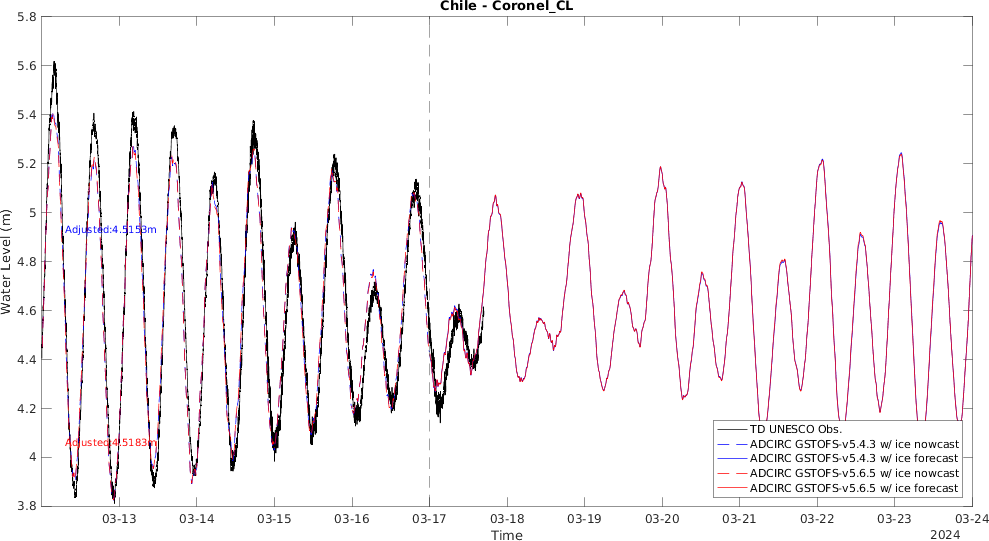 Chile - Coronel_CL
5.8
5.6
5.4
5.2
5
4.8
4.6
4.4
4.2
4
3.8
Water Level (m)
Adjusted:4.5153m
Adjusted:4.5183m
TD UNESCO Obs.
ADCIRC GSTOFS-v5.4.3 w/ ice nowcast
ADCIRC GSTOFS-v5.4.3 w/ ice forecast
ADCIRC GSTOFS-v5.6.5 w/ ice nowcast
ADCIRC GSTOFS-v5.6.5 w/ ice forecast
03-13 03-14 03-15 03-16 03-17 03-18 03-19 03-20 03-21 03-22 03-23 03-24
Time
2024